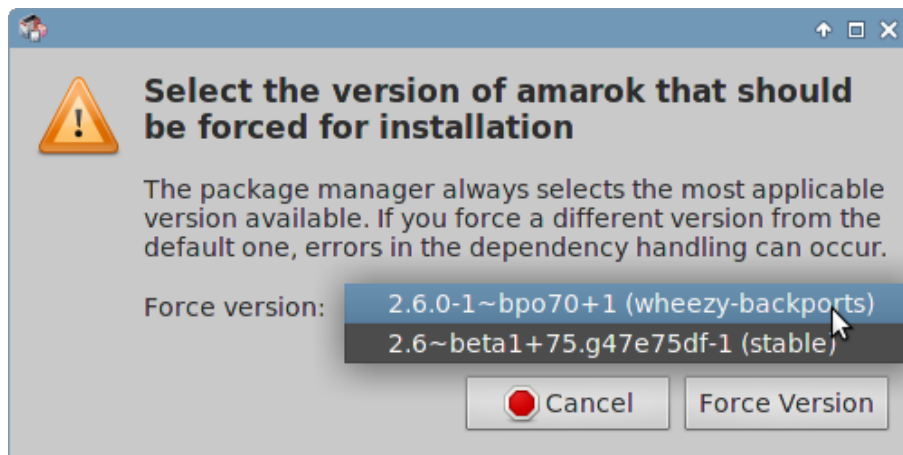 Select the version of amarok that should
be forced for installation
The package manager always selects the most applicable
version available. If you force a different version from the
default one, errors in the dependency handling can occur.
Force version: 2.6.0-1~bpo70+1 (wheezy-backports)
2.6~beta1+75.g47e75df-1 (stable)
Cancel Force Version